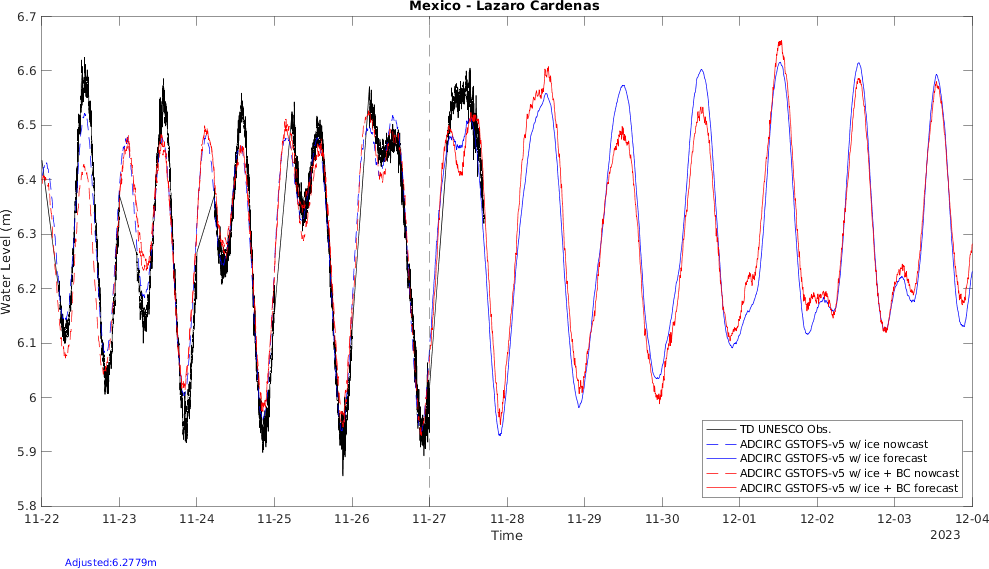 Mexico - Lazaro Cardenas
6.7
6.6
6.5
6.4
6.3
6.2
6.1
6
5.9
5.8
Water Level (m)
11-22 11-23 11-24 11-25 11-26 11-27 11-28 11-29 11-30 12-01 12-02 12-03 12-04
Time
2023
TD UNESCO Obs.
ADCIRC GSTOFS-v5 w/ ice nowcast
ADCIRC GSTOFS-v5 w/ ice forecast
ADCIRC GSTOFS-v5 w/ ice + BC nowcast
ADCIRC GSTOFS-v5 w/ ice + BC forecast
Adjusted:6.2779m